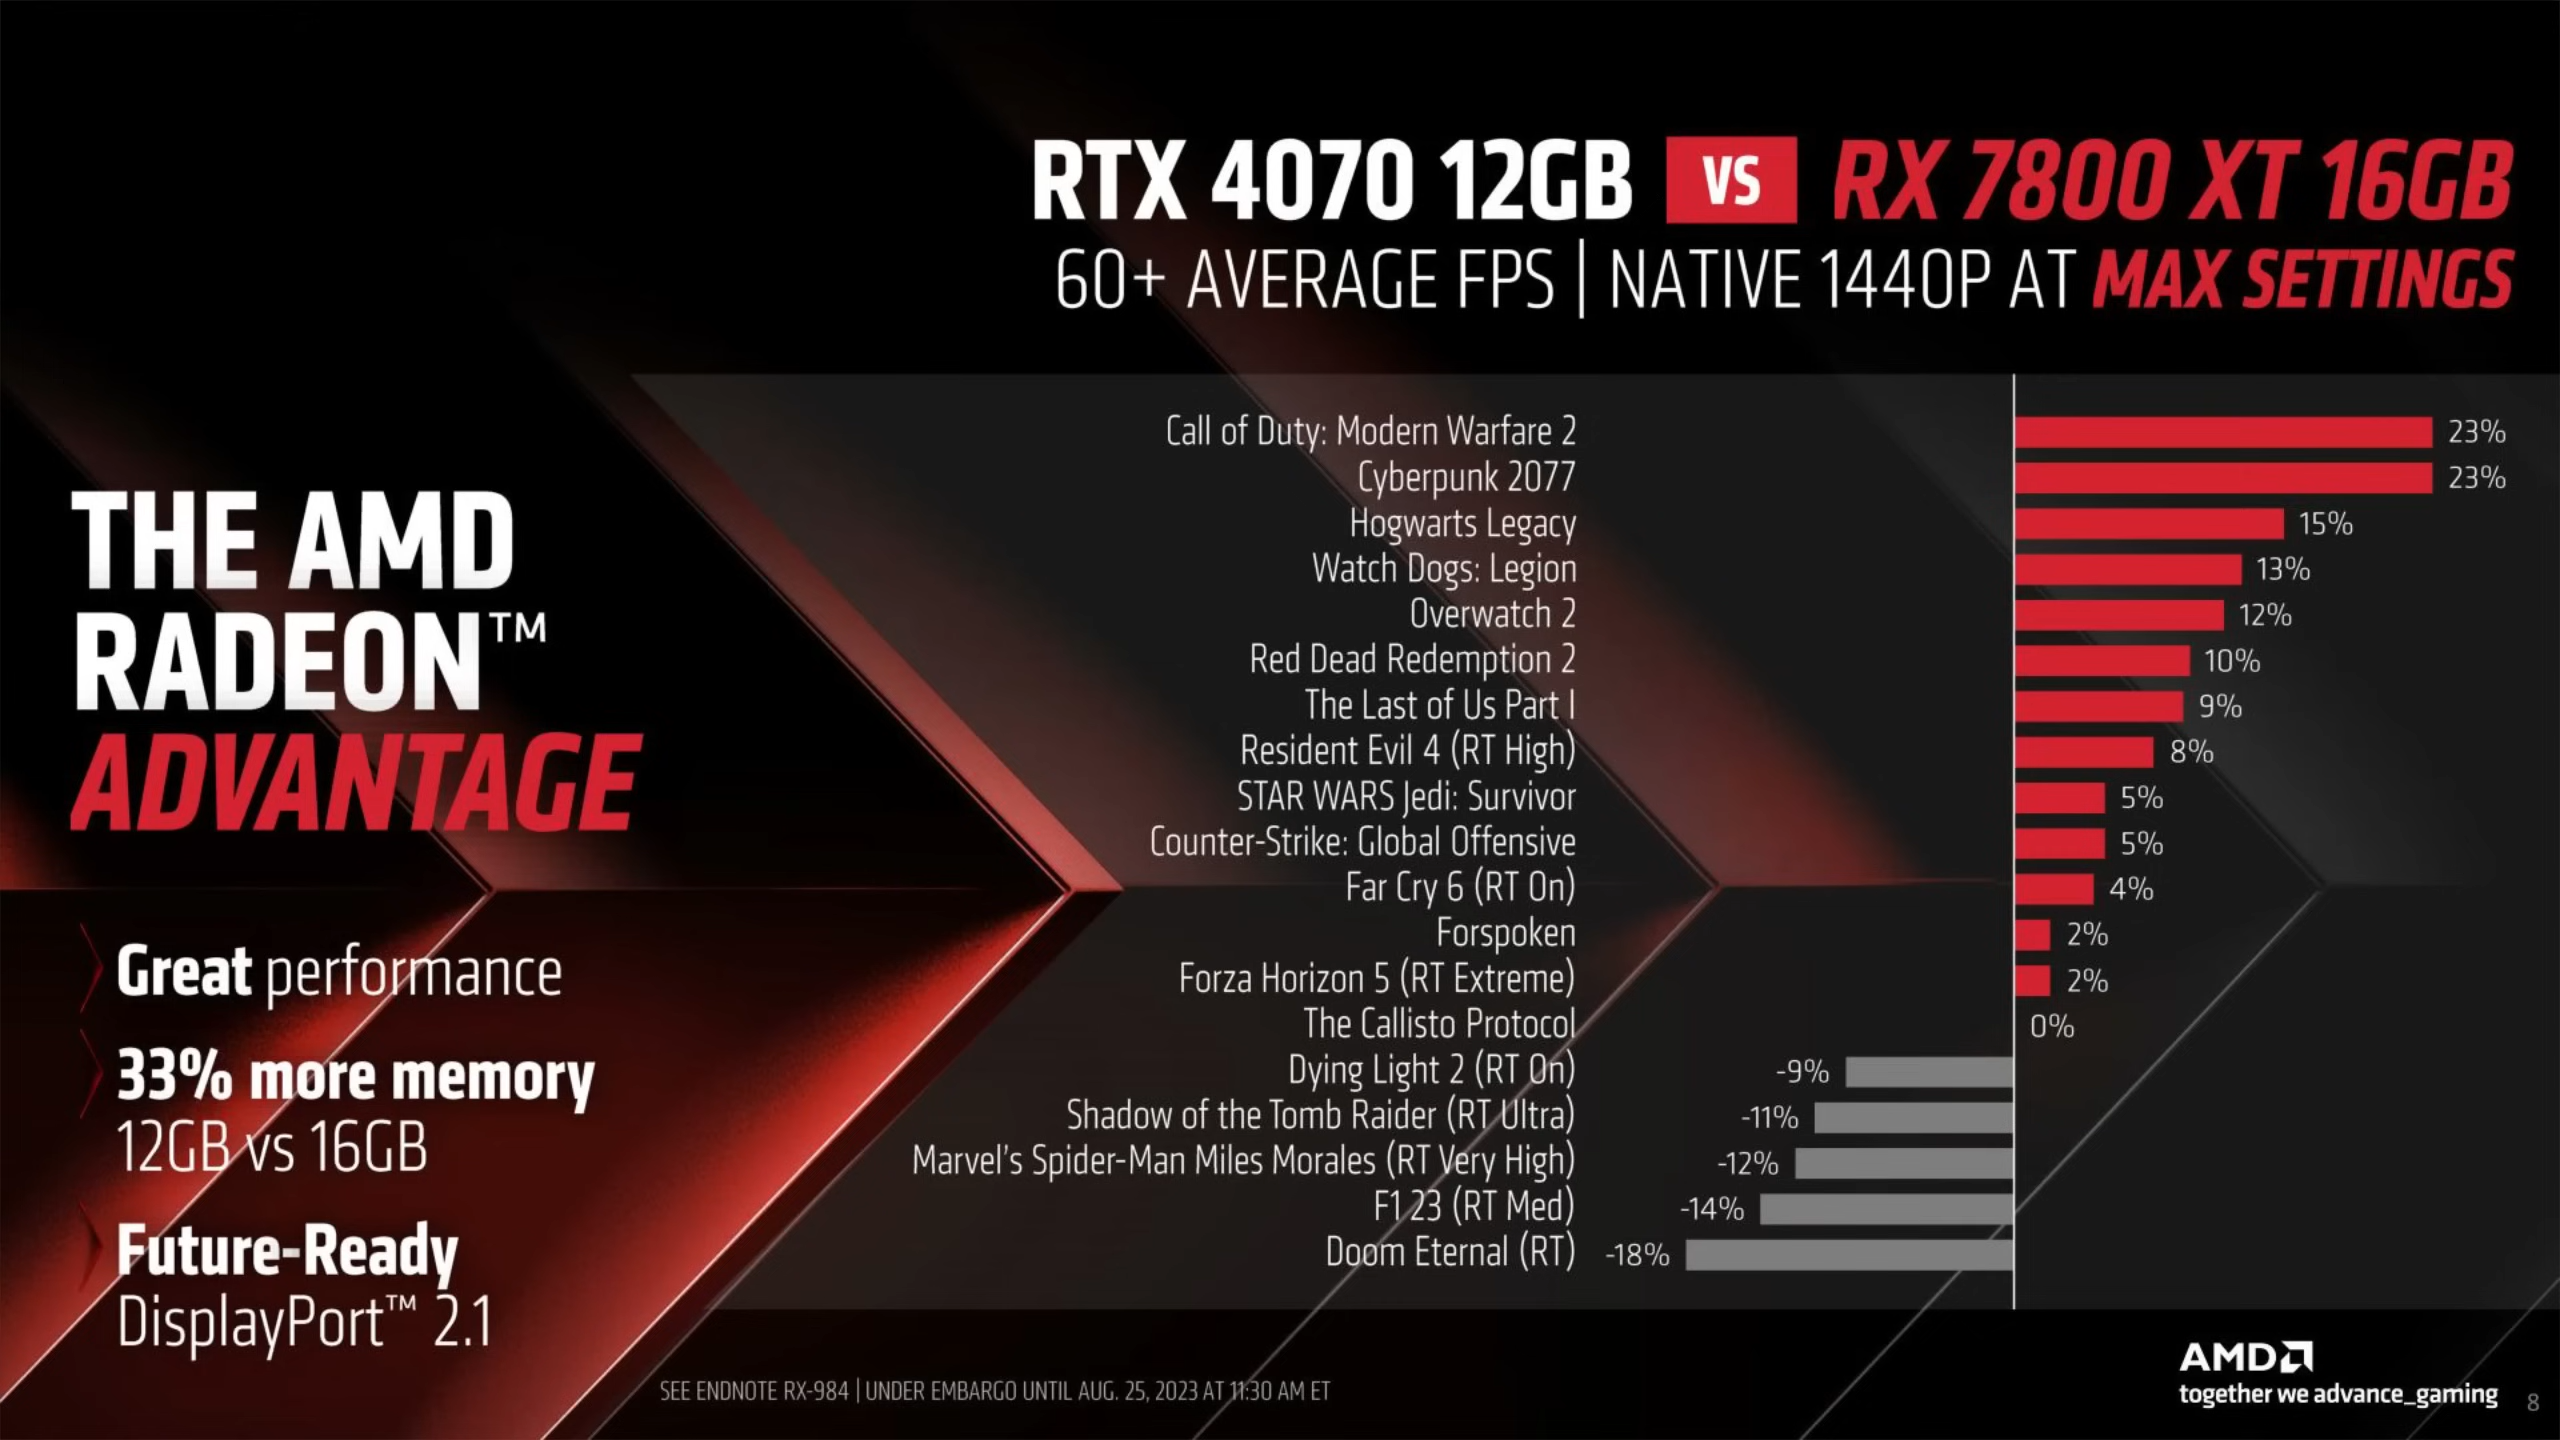 RTX 4070 12GB VS RX 7800 XT 16GB
60+ AVERAGE FPS | NATIVE 1440P AT MAX SETTINGS
THE AMD
RADEON™
ADVANTAGE
Great performance
33% more memory
12GB vs 16GB
Future-Ready
DisplayPort™ 2.1
Call of Duty: Modern Warfare 2 23%
Cyberpunk 2077 23%
Hogwarts Legacy 15%
Watch Dogs: Legion 13%
Overwatch 2 12%
Red Dead Redemption 2 10%
The Last of Us Part I 9%
Resident Evil 4 (RT High) 8%
STAR WARS Jedi: Survivor 5%
Counter-Strike: Global Offensive 5%
Far Cry 6 (RT On) 4%
Forspoken 2%
Forza Horizon 5 (RT Extreme) 2%
The Callisto Protocol 0%
Dying Light 2 (RT On) -9%
Shadow of the Tomb Raider (RT Ultra) -11%
Marvel's Spider-Man Miles Morales (RT Very High) -12%
F1 23 (RT Med) -14%
Doom Eternal (RT) -18%
SEE ENDNOTE RX-984 | UNDER EMBARGO UNTIL AUG. 25, 2023 AT 11:30 AM ET
AMD
together we advance_gaming
8